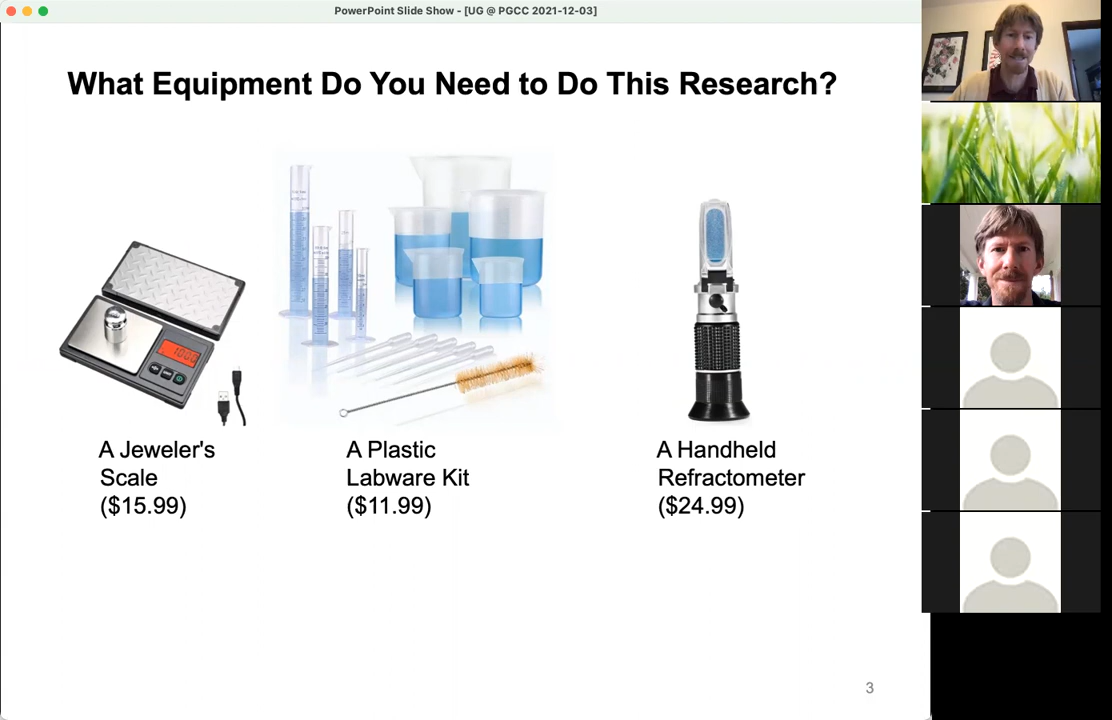 PowerPoint Slide Show - [UG @ PGCC 2021-12-03]
What Equipment Do You Need to Do This Research?
1000
A Jeweler's
Scale
($15.99)
A Plastic
Labware Kit
($11.99)
A Handheld
Refractometer
($24.99)
3